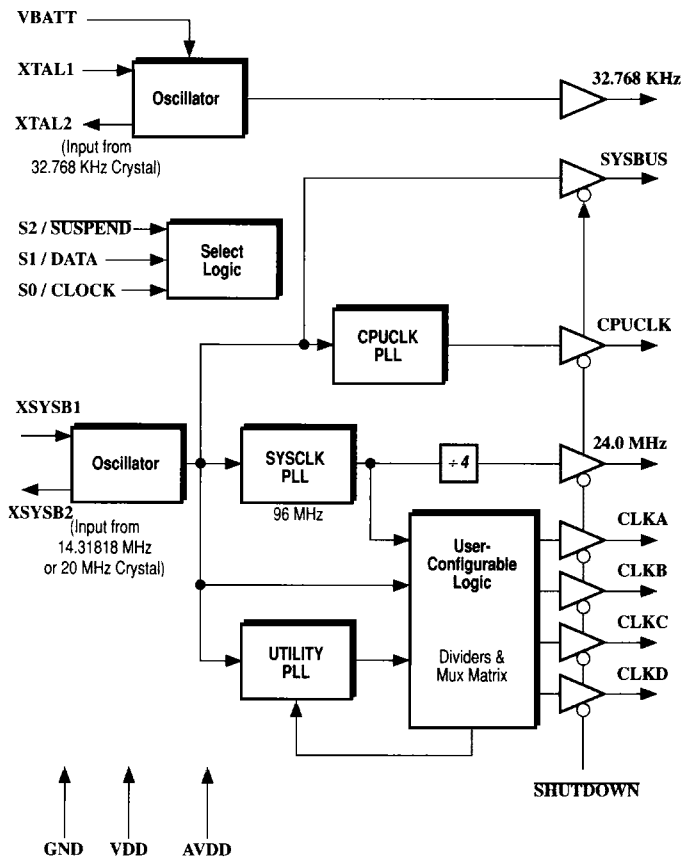 VBATT
XTAL1
XTAL2
Oscillator
(Input from
32.768 KHz Crystal)
32.768 KHz
SYSBUS
S2 / SUSPEND
S1 / DATA
S0 / CLOCK
Select
Logic
CPUCLK
PLL
CPUCLK
XSYSB1
XSYSB2
Oscillator
(Input from
14.31818 MHz
or 20 MHz Crystal)
SYSCLK
PLL
96 MHz
÷4
24.0 MHz
User-
Configurable
Logic
Dividers &
Mux Matrix
UTILITY
PLL
CLKA
CLKB
CLKC
CLKD
SHUTDOWN
GND
VDD
AVDD